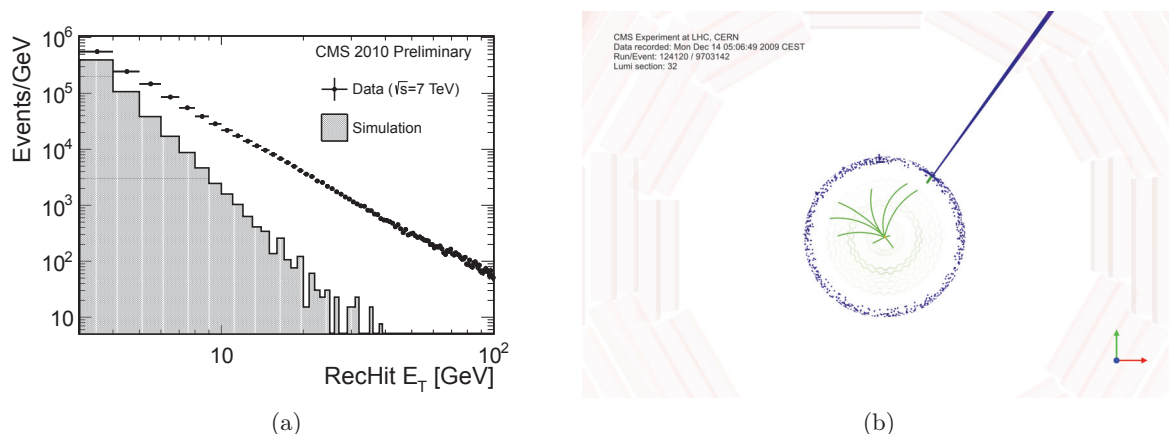 Events/GeV
10^6
10^5
10^4
10^3
10^2
10
CMS 2010 Preliminary
Data (√s=7 TeV)
Simulation
10
10^2
RecHit E_T [GeV]
(a)
CMS Experiment at LHC, CERN
Data recorded: Mon Dec 14 05:06:49 2009 CEST
Run/Event: 124120 / 9703142
Lumi section: 32
(b)